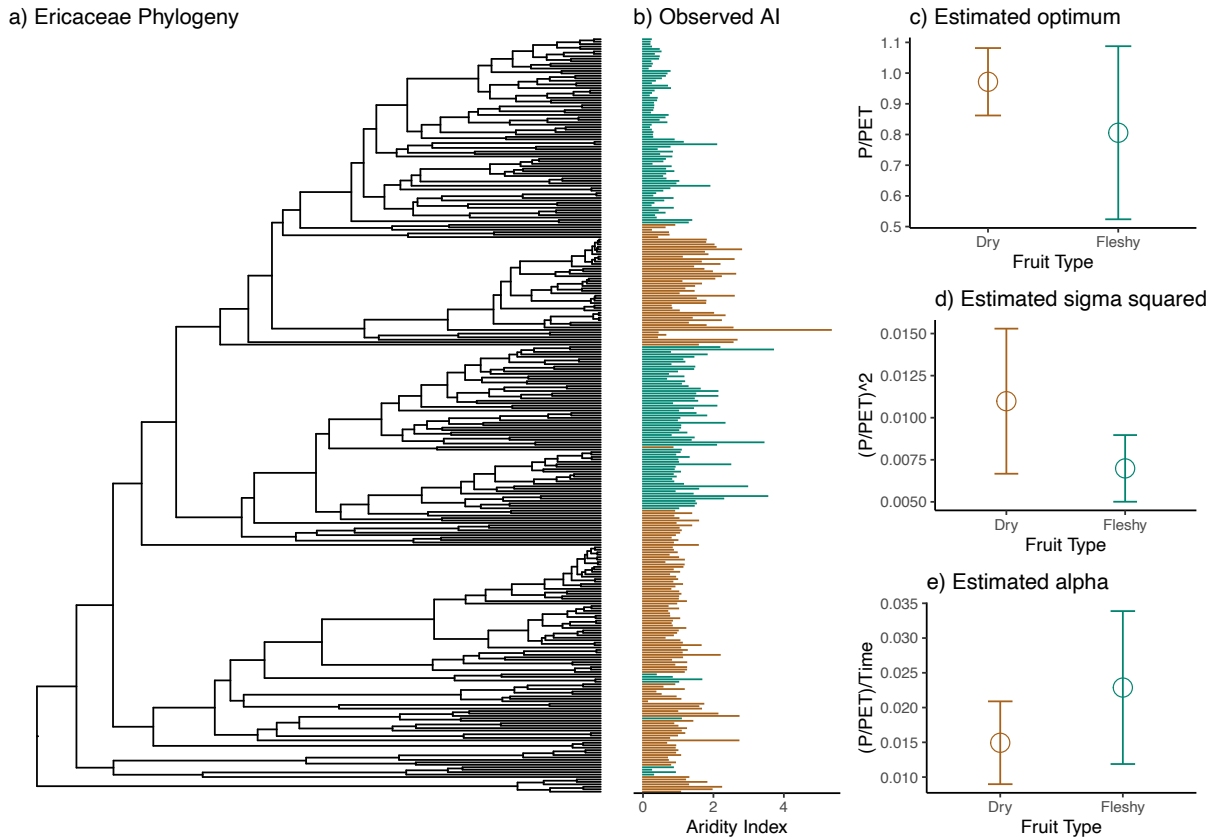 a) Ericaceae Phylogeny
b) Observed AI
0
2
4
Aridity Index
c) Estimated optimum
1.1
1.0
0.9
0.8
0.7
0.6
0.5
P/PET
Dry
Fleshy
Fruit Type
d) Estimated sigma squared
0.0150
0.0125
0.0100
0.0075
0.0050
(P/PET)^2
Dry
Fleshy
Fruit Type
e) Estimated alpha
0.035
0.030
0.025
0.020
0.015
0.010
(P/PET)/Time
Dry
Fleshy
Fruit Type